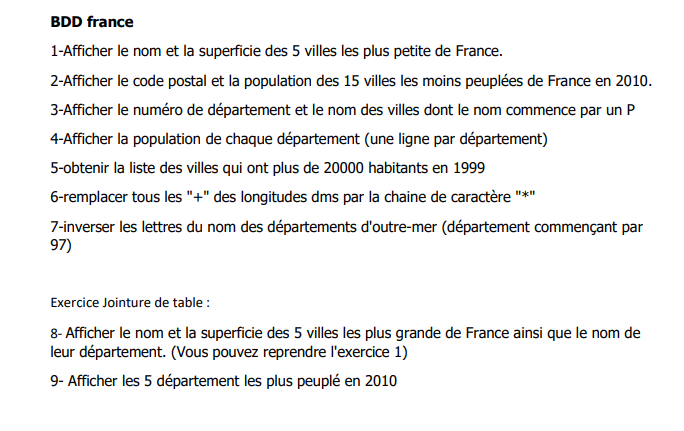 BDD france
1-Afficher le nom et la superficie des 5 villes les plus petite de France.
2-Afficher le code postal et la population des 15 villes les moins peuplées de France en 2010.
3-Afficher le numéro de département et le nom des villes dont le nom commence par un P
4-Afficher la population de chaque département (une ligne par département)
5-obtenir la liste des villes qui ont plus de 20000 habitants en 1999
6-remplacer tous les "+" des longitudes dms par la chaine de caractère "*"
7-inverser les lettres du nom des départements d'outre-mer (département commençant par
97)
Exercice Jointure de table :
8- Afficher le nom et la superficie des 5 villes les plus grande de France ainsi que le nom de
leur département. (Vous pouvez reprendre l'exercice 1)
9- Afficher les 5 département les plus peuplé en 2010